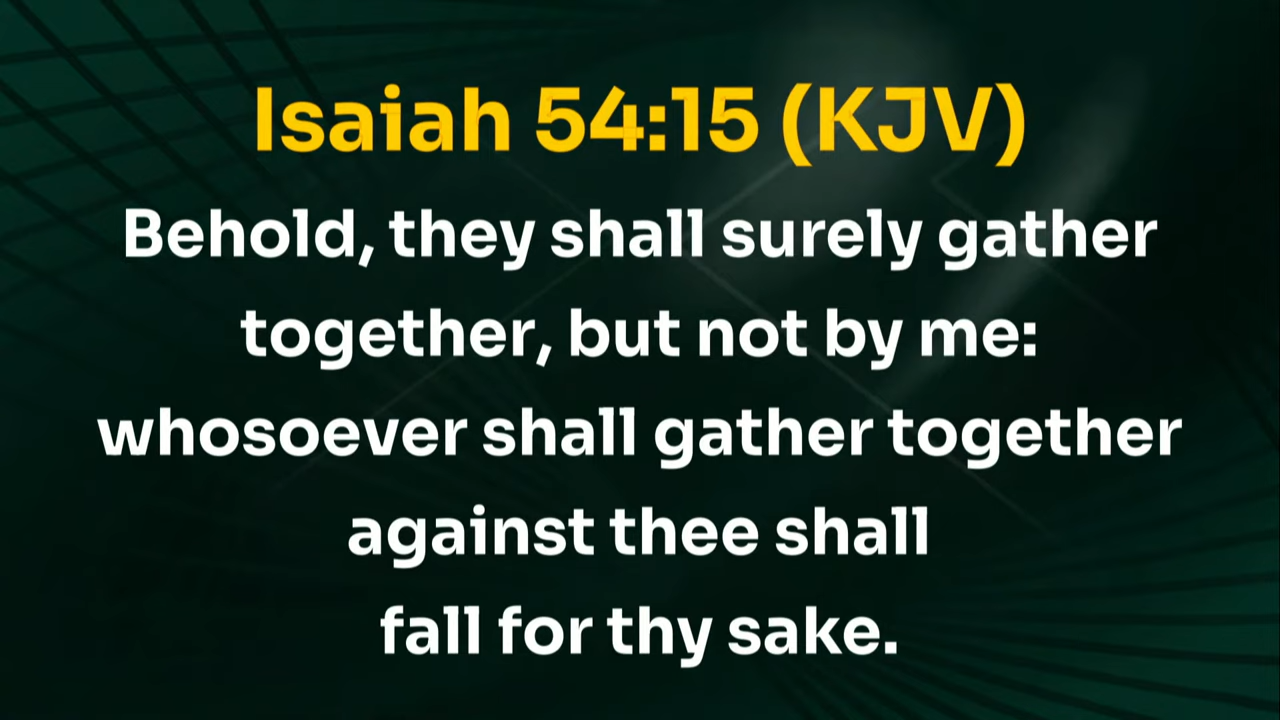 Isaiah 54:15 (KJV)
Behold, they shall surely gather
together, but not by me:
whosoever shall gather together
against thee shall
fall for thy sake.